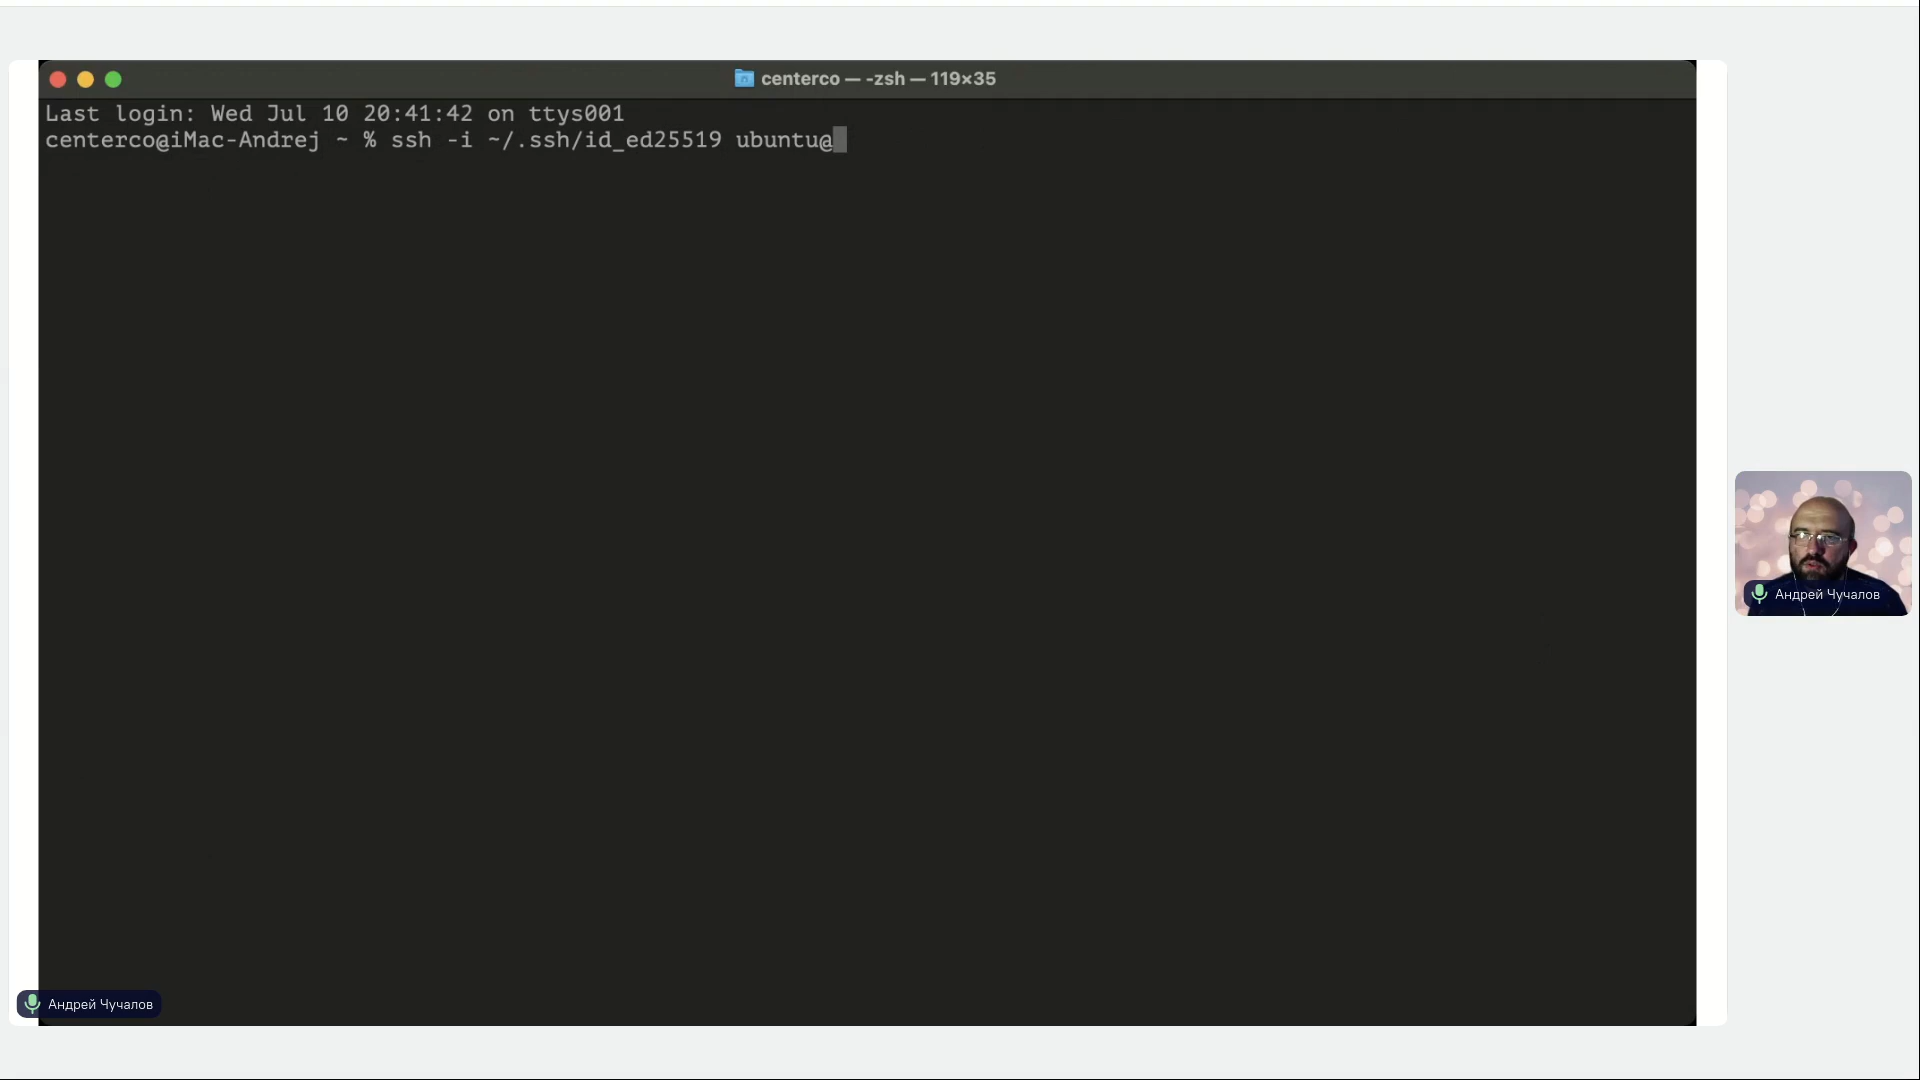 centerco — -zsh — 119×35
Last login: Wed Jul 10 20:41:42 on ttys001
centerco@iMac-Andrej ~ % ssh -i ~/.ssh/id_ed25519 ubuntu@
Андрей Чучалов
Андрей Чучалов